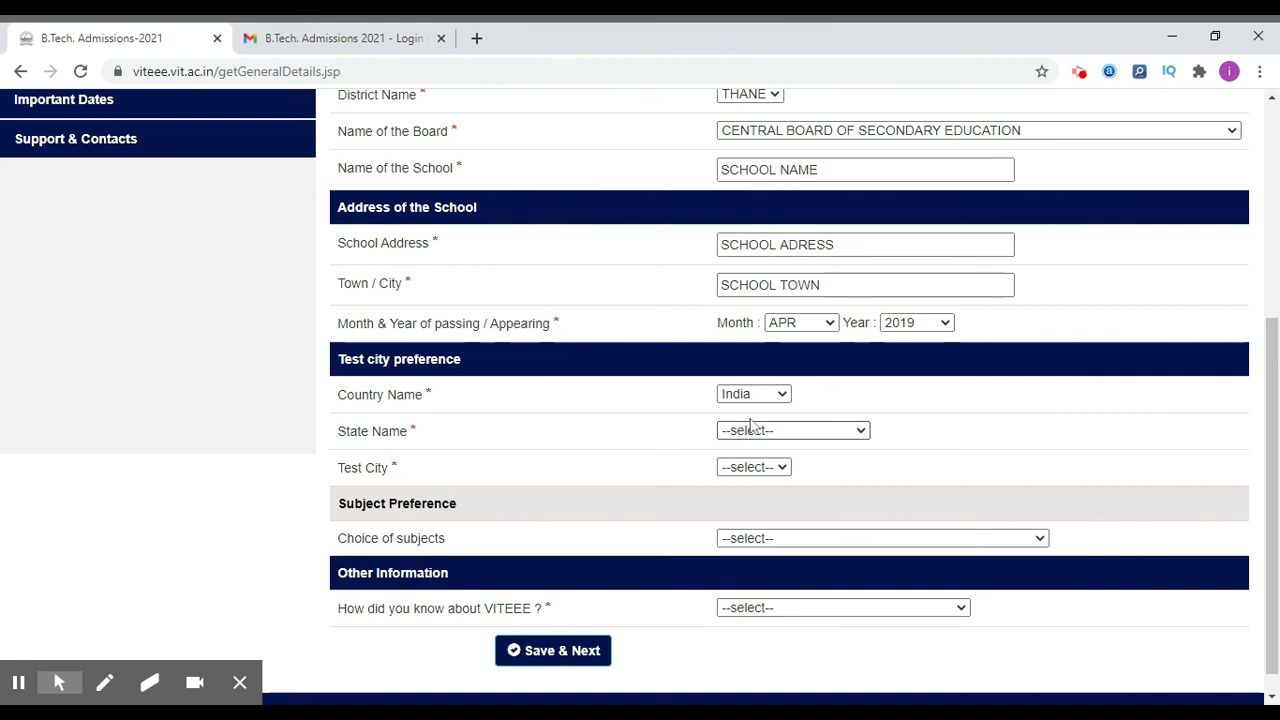 B.Tech. Admissions-2021
B.Tech. Admissions 2021 - Login
viteee.vit.ac.in/getGeneralDetails.jsp
IQ
i
Important Dates
Support & Contacts
District Name * THANE
Name of the Board * CENTRAL BOARD OF SECONDARY EDUCATION
Name of the School * SCHOOL NAME
Address of the School
School Address * SCHOOL ADRESS
Town / City * SCHOOL TOWN
Month & Year of passing / Appearing * Month : APR Year : 2019
Test city preference
Country Name * India
State Name * --select--
Test City * --select--
Subject Preference
Choice of subjects --select--
Other Information
How did you know about VITEEE ? * --select--
Save & Next